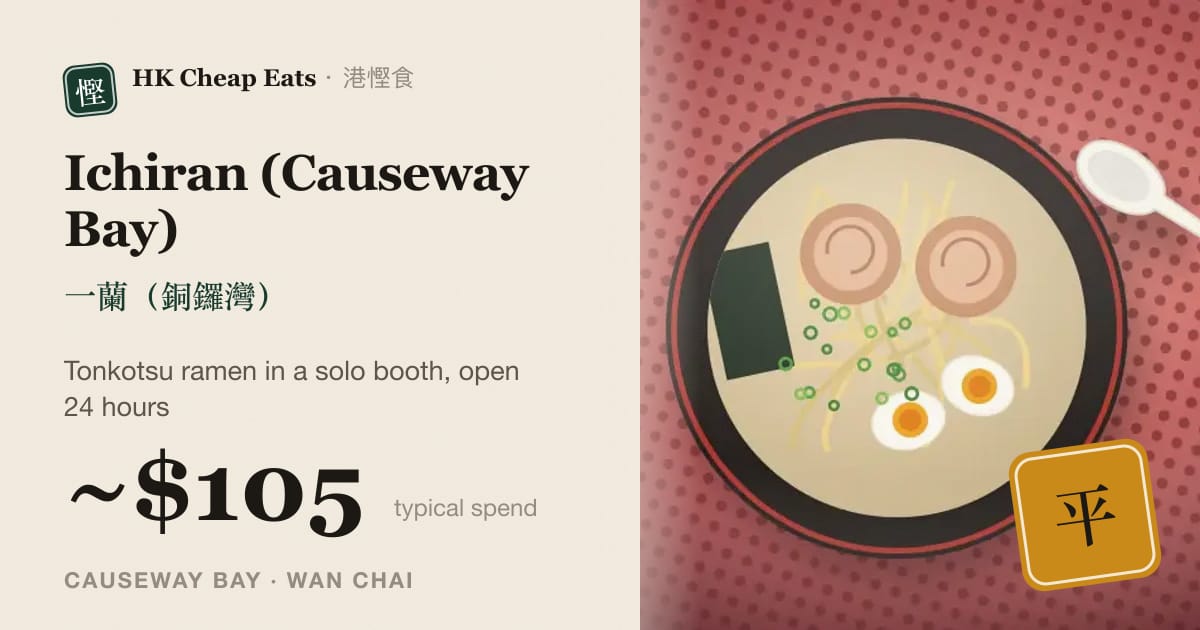 慳
HK Cheap Eats · 港慳食
Ichiran (Causeway
Bay)
一蘭（銅鑼灣）
Tonkotsu ramen in a solo booth, open
24 hours
~$105 typical spend
CAUSEWAY BAY · WAN CHAI
平